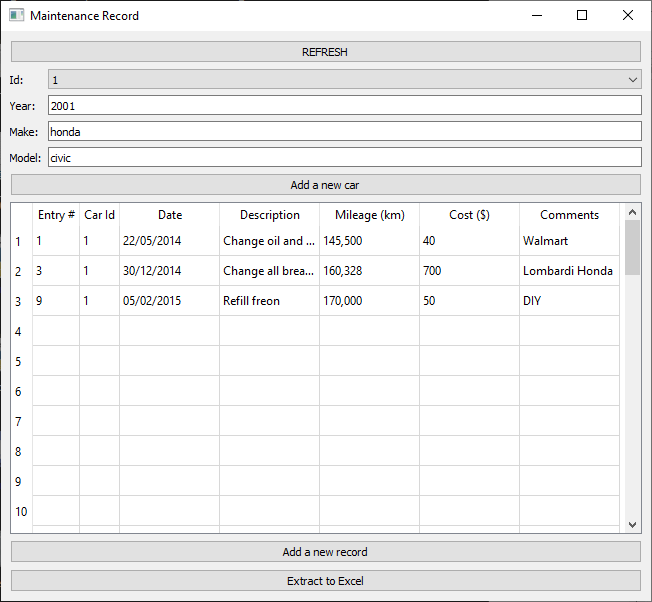 Maintenance Record
REFRESH
Id: 1
Year: 2001
Make: honda
Model: civic
Add a new car
Entry # Car Id Date Description Mileage (km) Cost ($) Comments
1 1 1 22/05/2014 Change oil and ... 145,500 40 Walmart
2 3 1 30/12/2014 Change all brea... 160,328 700 Lombardi Honda
3 9 1 05/02/2015 Refill freon 170,000 50 DIY
4
5
6
7
8
9
10
Add a new record
Extract to Excel